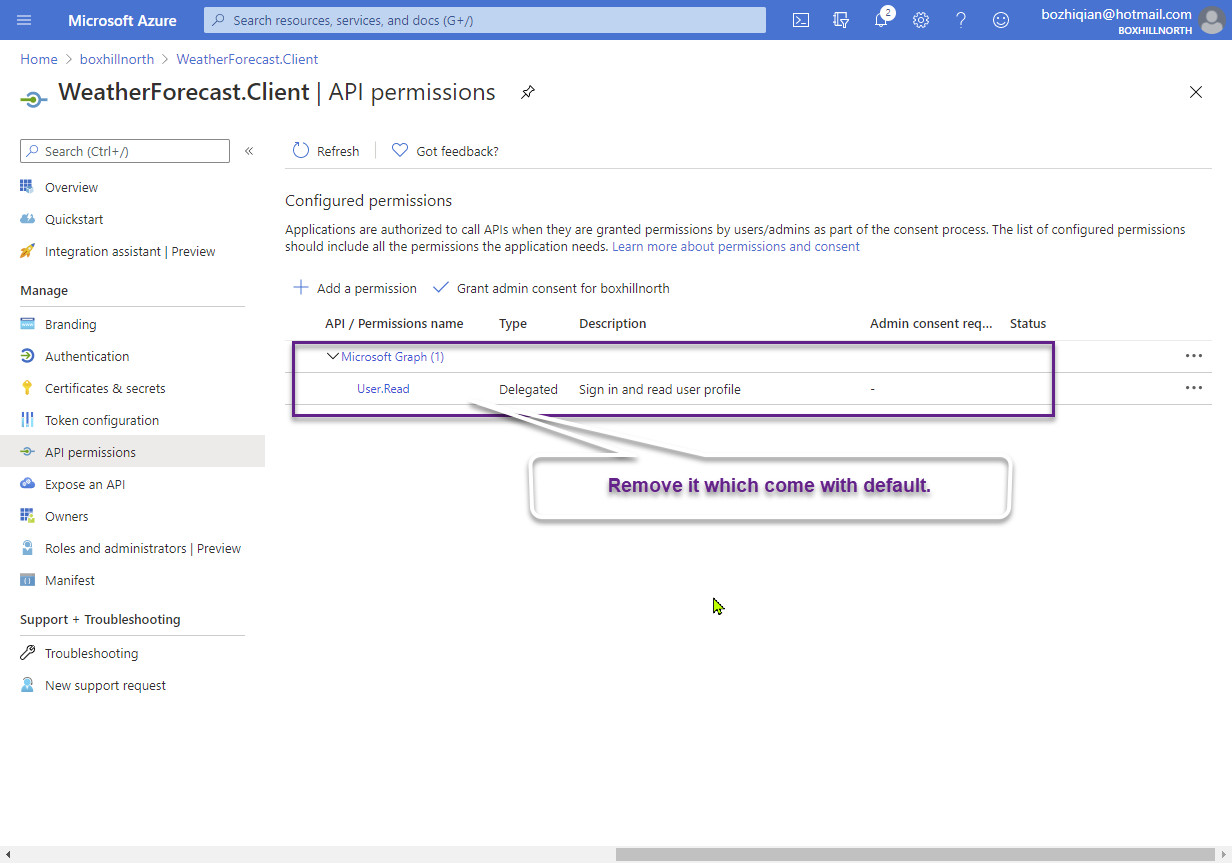 Microsoft Azure
Search resources, services, and docs (G+/)
2
bozhiqian@hotmail.com
BOXHILLNORTH
Home > boxhillnorth > WeatherForecast.Client
WeatherForecast.Client | API permissions
Search (Ctrl+/)
«
Refresh
Got feedback?
Overview
Quickstart
Integration assistant | Preview
Manage
Branding
Authentication
Certificates & secrets
Token configuration
API permissions
Expose an API
Owners
Roles and administrators | Preview
Manifest
Support + Troubleshooting
Troubleshooting
New support request
Configured permissions
Applications are authorized to call APIs when they are granted permissions by users/admins as part of the consent process. The list of configured permissions
should include all the permissions the application needs. Learn more about permissions and consent
Add a permission
Grant admin consent for boxhillnorth
API / Permissions name Type Description Admin consent req... Status
Microsoft Graph (1)
User.Read Delegated Sign in and read user profile -
Remove it which come with default.